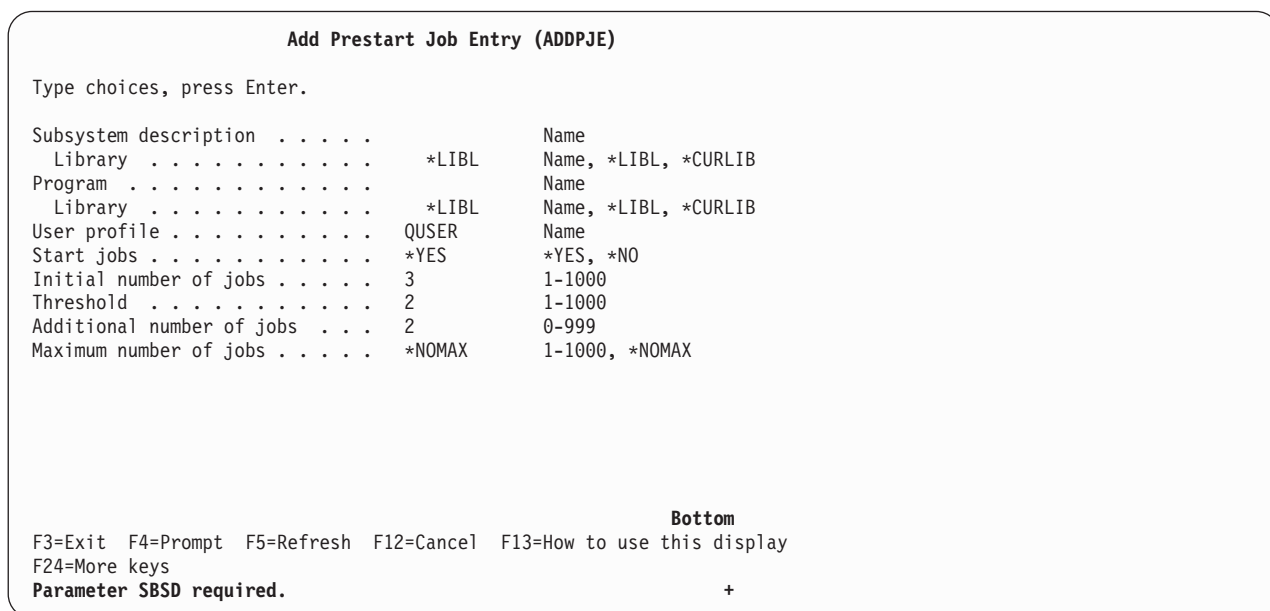 Add Prestart Job Entry (ADDPJE)
Type choices, press Enter.
Subsystem description . . . . . Name
Library . . . . . . . . . . . *LIBL Name, *LIBL, *CURLIB
Program . . . . . . . . . . . . Name
Library . . . . . . . . . . . *LIBL Name, *LIBL, *CURLIB
User profile . . . . . . . . . . QUSER Name
Start jobs . . . . . . . . . . . *YES *YES, *NO
Initial number of jobs . . . . . 3 1-1000
Threshold . . . . . . . . . . . 2 1-1000
Additional number of jobs . . . 2 0-999
Maximum number of jobs . . . . . *NOMAX 1-1000, *NOMAX
Bottom
F3=Exit F4=Prompt F5=Refresh F12=Cancel F13=How to use this display
F24=More keys
Parameter SBSD required. +